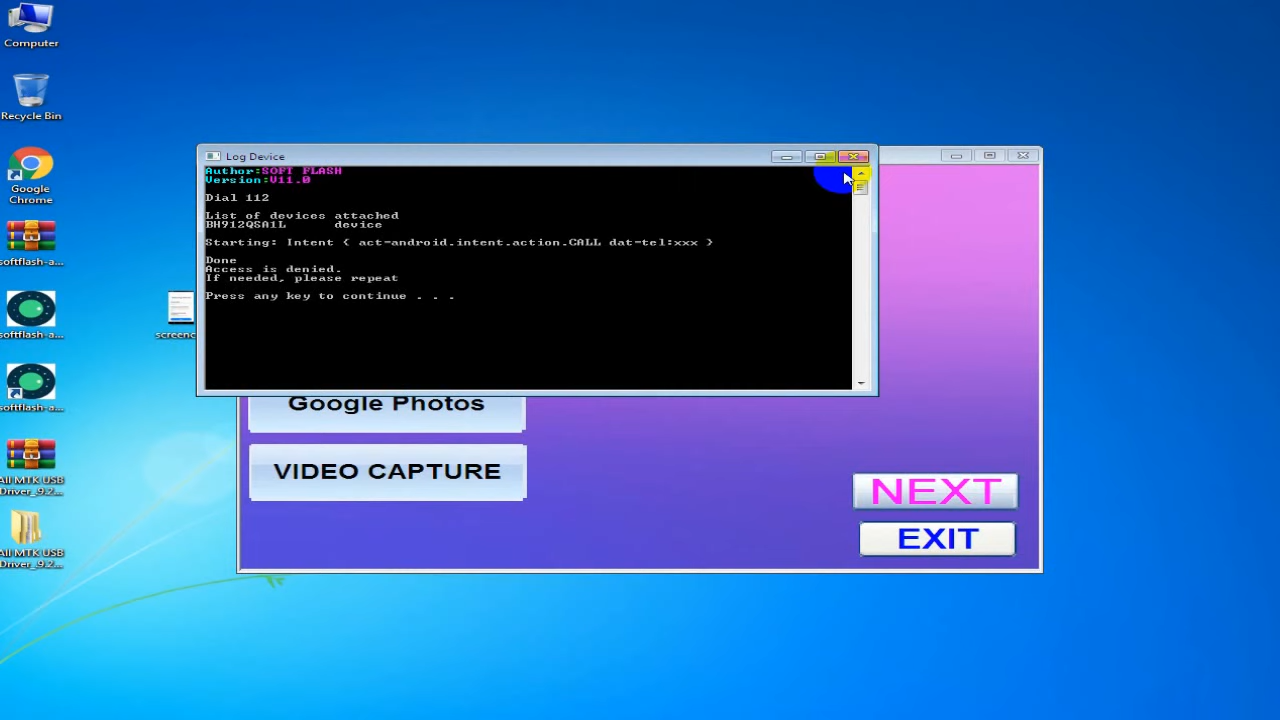 Computer
Recycle Bin
Google
Chrome
softflash-a...
softflash-a...
softflash-a...
All MTK USB
Driver_9.2...
All MTK USB
Driver_9.2...
screenc
Log Device
Author:SOFT FLASH
Version:V11.0
Dial 112
List of devices attached
BH912QSA1L device
Starting: Intent { act=android.intent.action.CALL dat=tel:xxx }
Done
Access is denied.
If needed, please repeat
Press any key to continue . . .
Google Photos
VIDEO CAPTURE
NEXT
EXIT